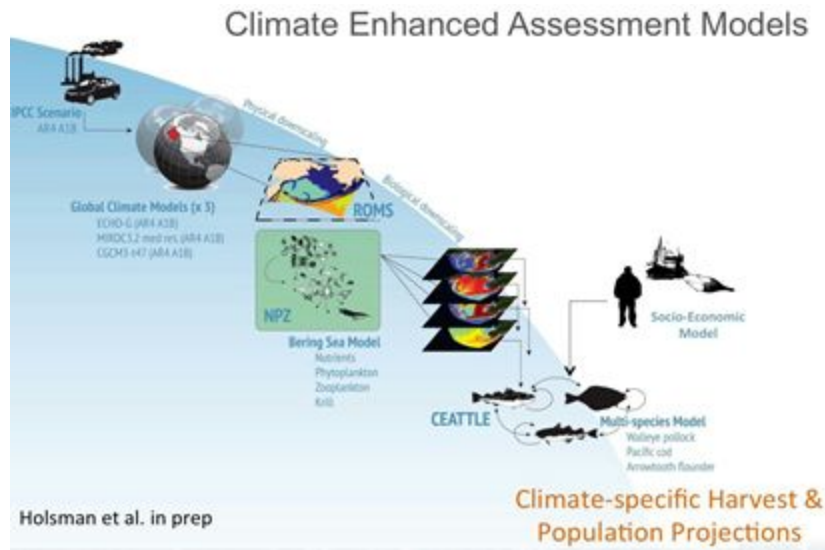 Climate Enhanced Assessment Models
IPCC Scenario
AR4 A1B
Physical downscaling
Global Climate Models (x 3)
ECHO-G (AR4 A1B)
MIROC3.2 med res. (AR4 A1B)
CGCM3-t47 (AR4 A1B)
ROMS
Biological downscaling
NPZ
Bering Sea Model
Nutrients
Phytoplankton
Zooplankton
Krill
Socio-Economic
Model
CEATTLE
Multi-species Model
Walleye pollock
Pacific cod
Arrowtooth flounder
Climate-specific Harvest &
Population Projections
Holsman et al. in prep